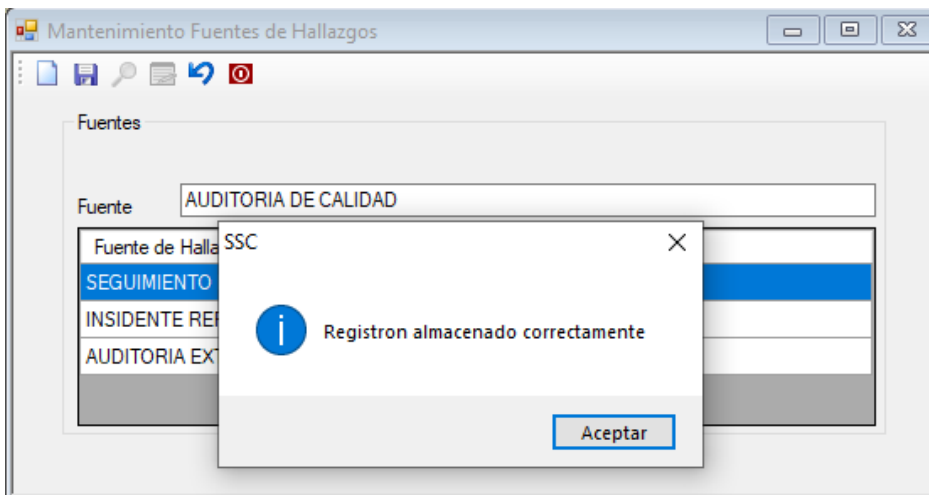 Mantenimiento Fuentes de Hallazgos
Fuentes
Fuente AUDITORIA DE CALIDAD
Fuente de Halla
SSC
SEGUIMIENTO
INSIDENTE REF
Registron almacenado correctamente
AUDITORIA EXT
Aceptar